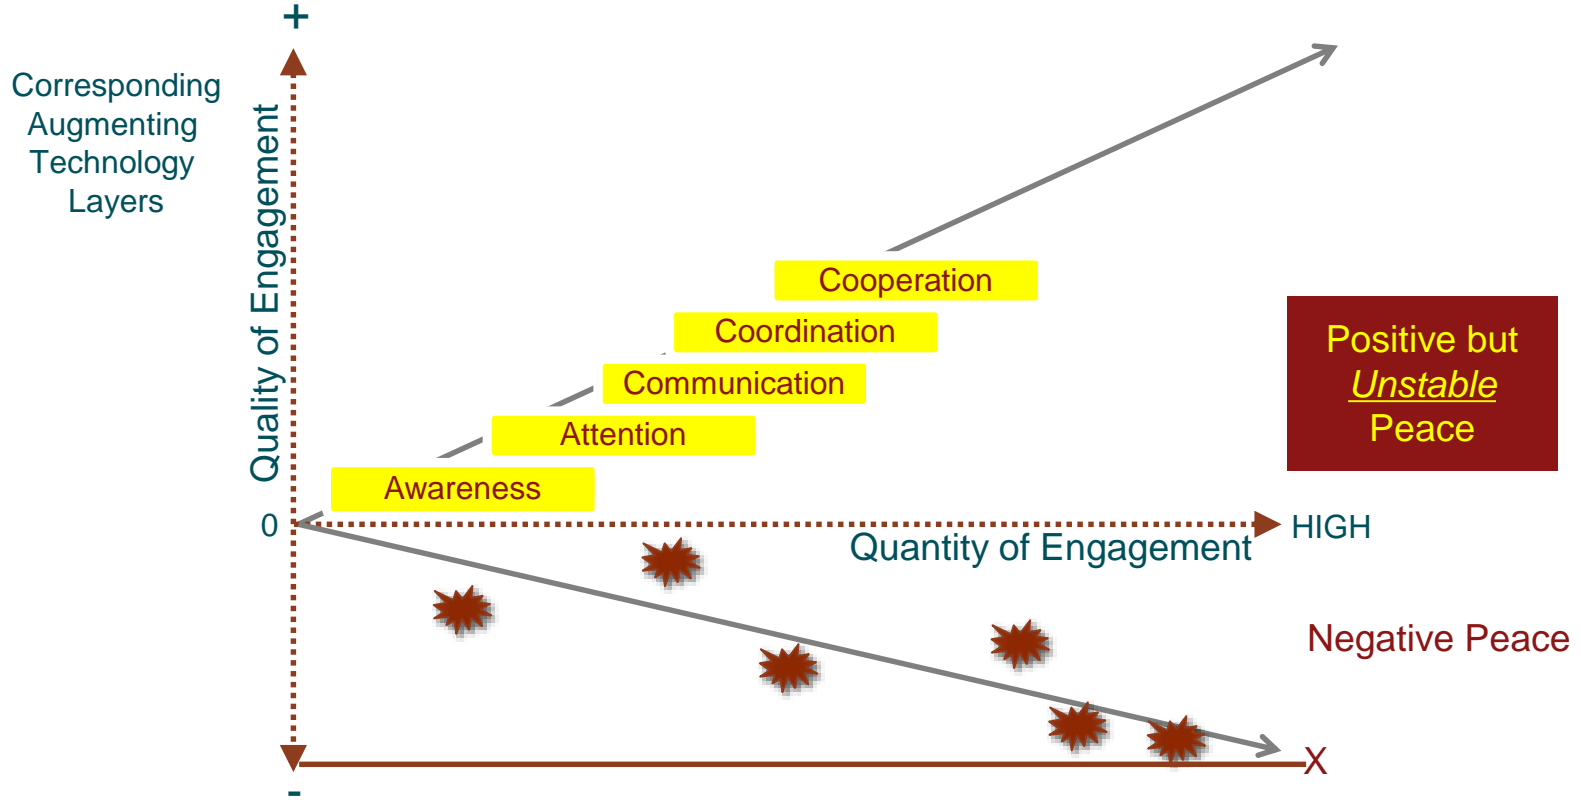 +
Corresponding
Augmenting
Technology
Layers
Quality of Engagement
Cooperation
Coordination
Communication
Attention
Awareness
Positive but
Unstable
Peace
0
HIGH
Quantity of Engagement
Negative Peace
X
-